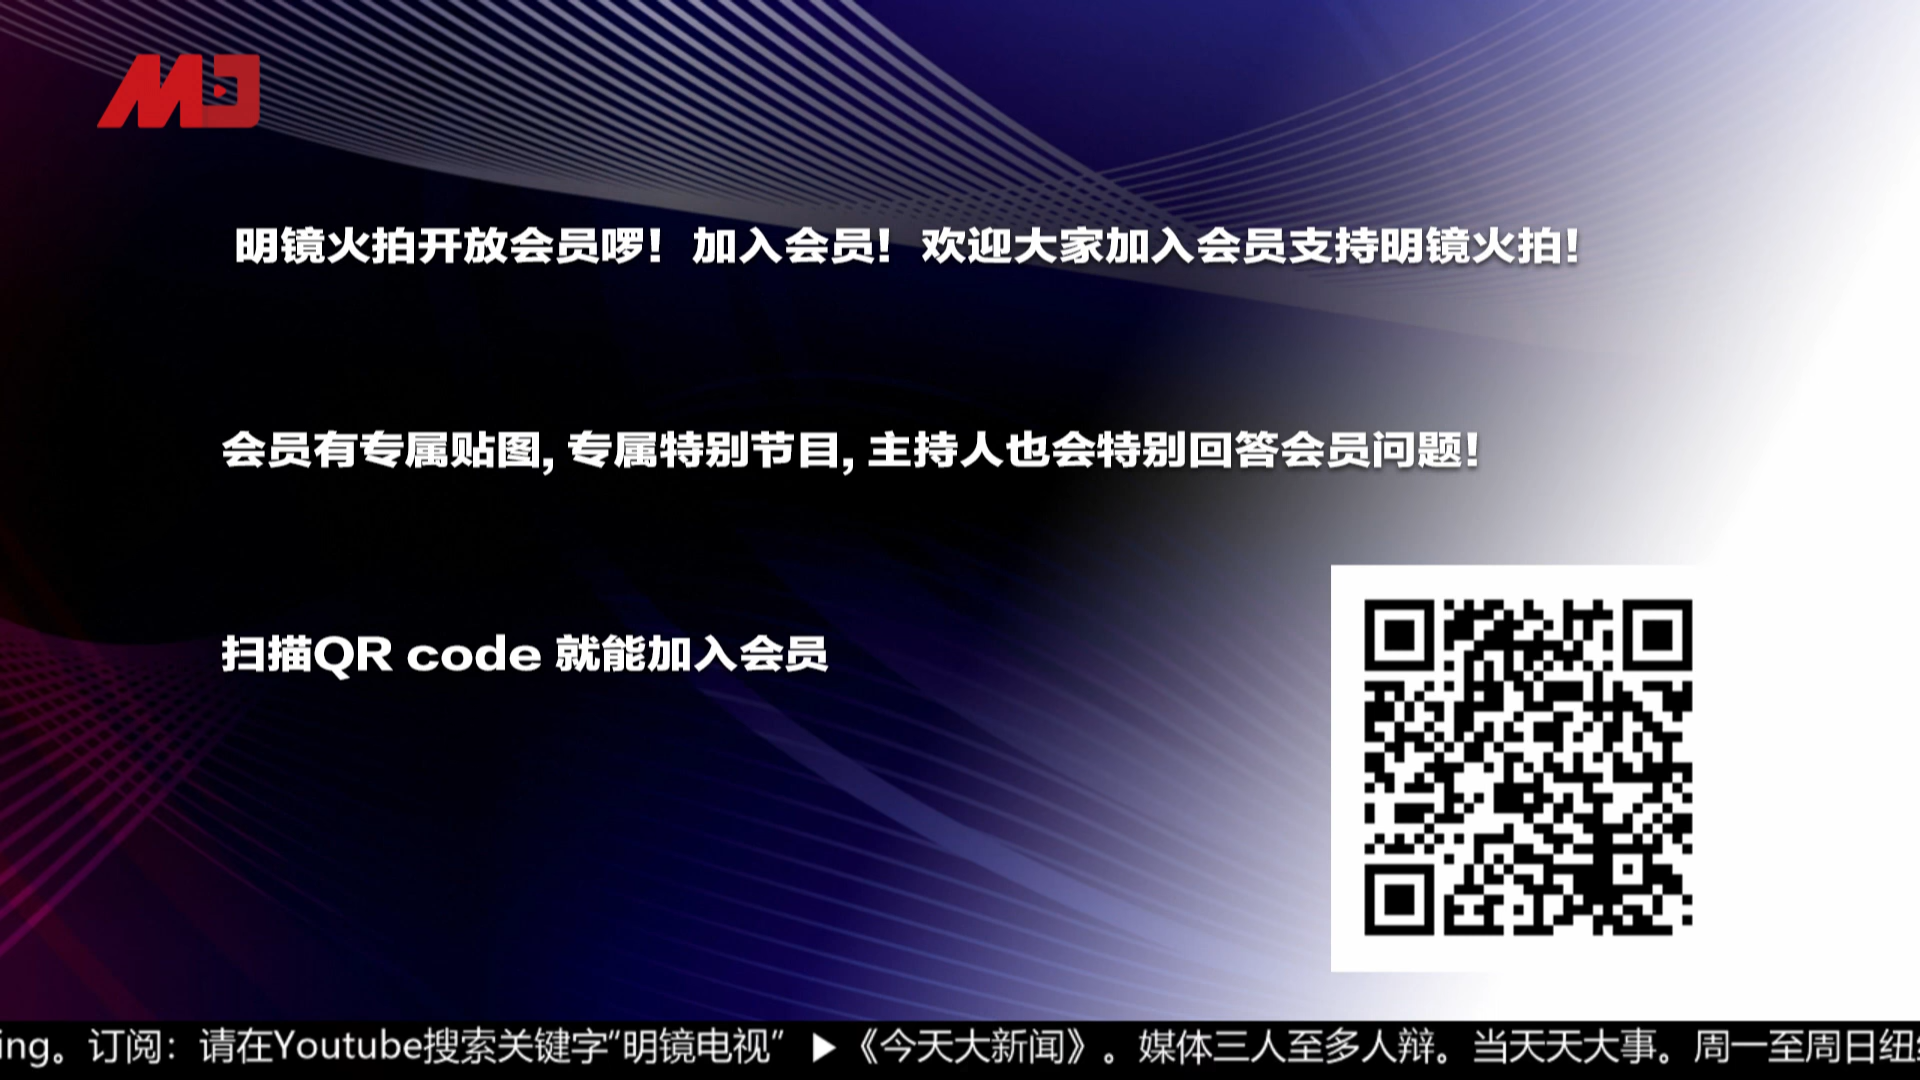 MJ
明镜火拍开放会员啰！加入会员！欢迎大家加入会员支持明镜火拍！
会员有专属贴图, 专属特别节目, 主持人也会特别回答会员问题！
扫描QR code 就能加入会员
ing。订阅：请在Youtube搜索关键字"明镜电视" ▶《今天大新闻》。媒体三人至多人辩。当天天大事。周一至周日纽